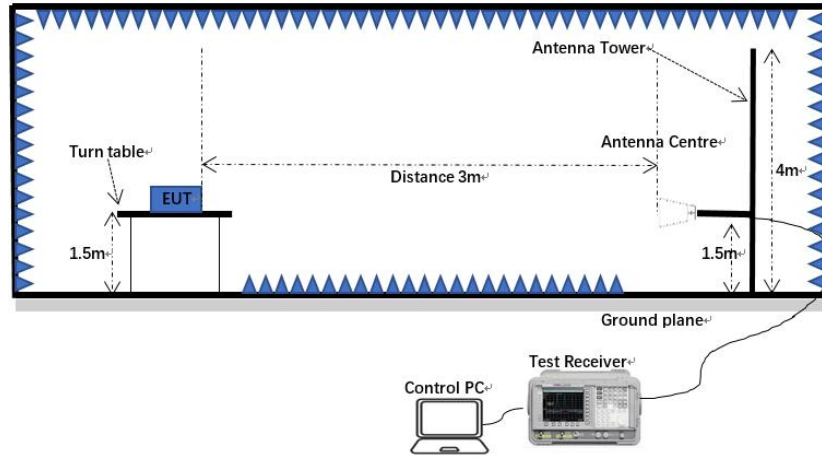 Antenna Tower
Turn table
Antenna Centre
Distance 3m
4m
EUT
1.5m
1.5m
Ground plane
Test Receiver
Control PC